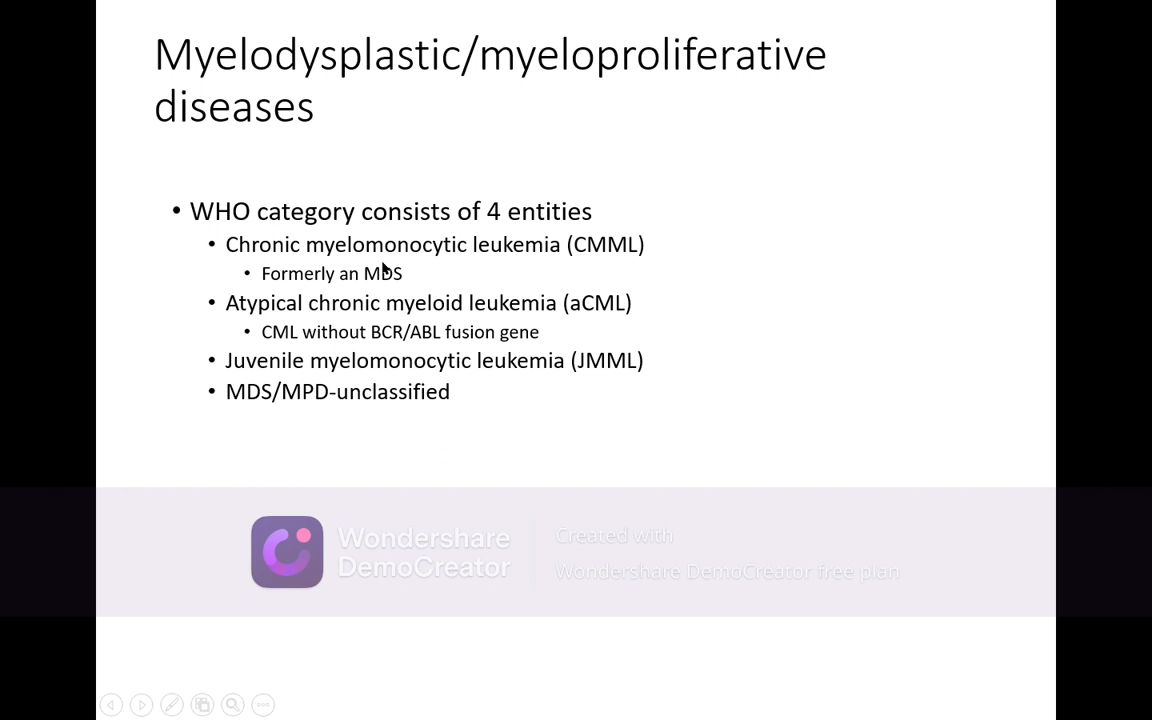 Myelodysplastic/myeloproliferative
diseases
• WHO category consists of 4 entities
• Chronic myelomonocytic leukemia (CMML)
• Formerly an MDS
• Atypical chronic myeloid leukemia (aCML)
• CML without BCR/ABL fusion gene
• Juvenile myelomonocytic leukemia (JMML)
• MDS/MPD-unclassified
Wondershare
DemoCreator
Created with
Wondershare DemoCreator free plan